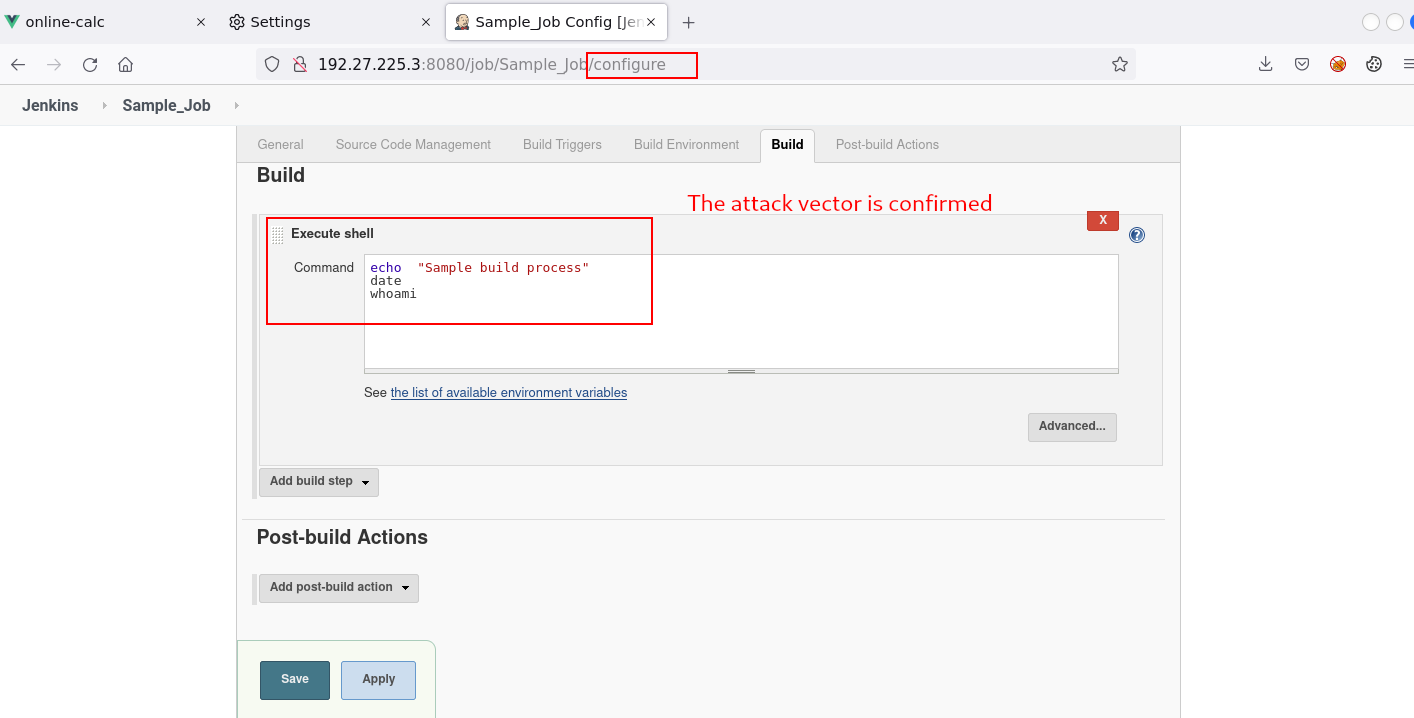 online-calc
Settings
Sample_Job Config [Jen
192.27.225.3:8080/job/Sample_Job/configure
Jenkins
Sample_Job
General Source Code Management Build Triggers Build Environment Build Post-build Actions
Build
The attack vector is confirmed
X
Execute shell
?
Command
echo  "Sample build process"
date
whoami
See the list of available environment variables
Advanced...
Add build step
Post-build Actions
Add post-build action
Save
Apply